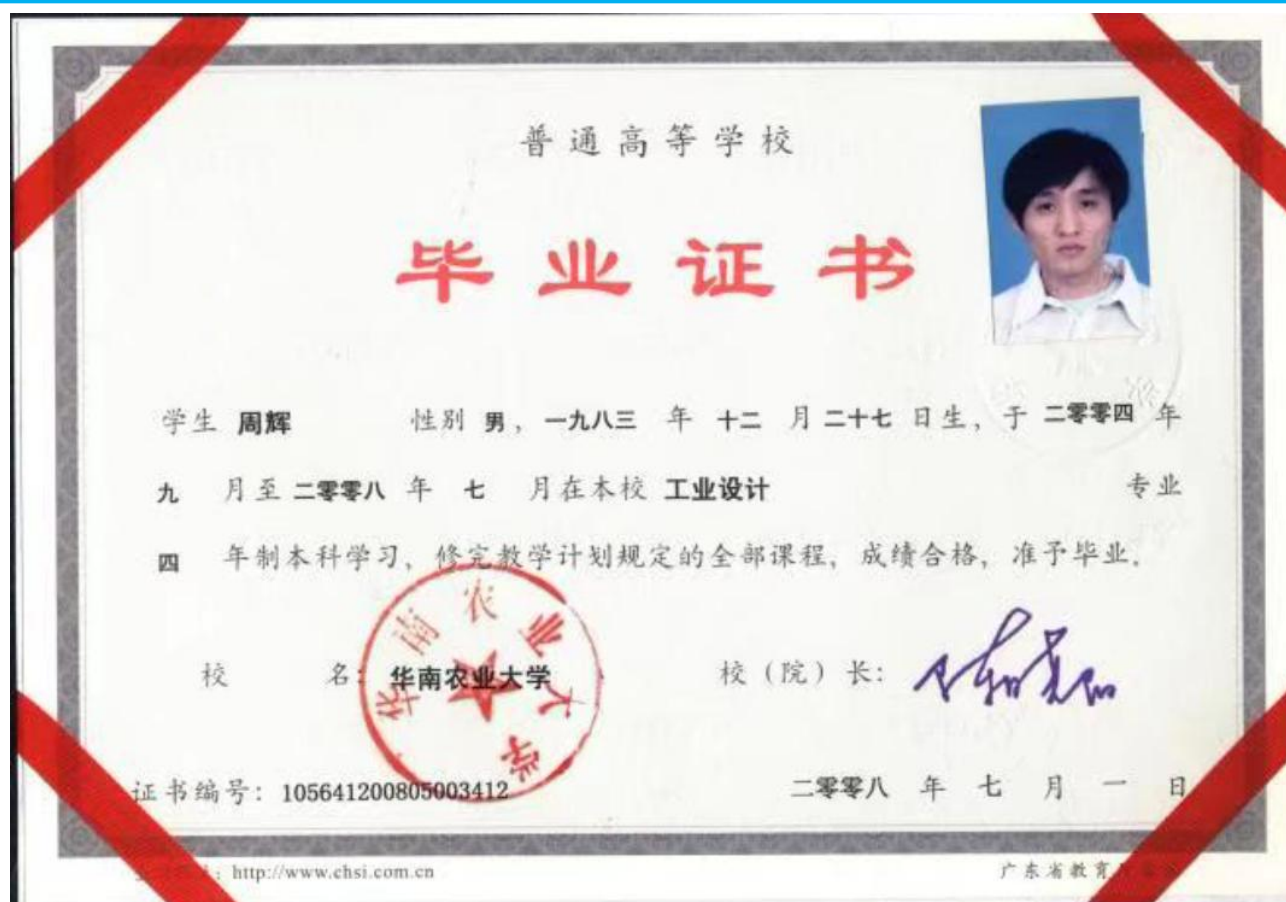 普通高等学校
毕业证书
学生 周辉 性别 男，一九八三 年 十二 月 二十七 日生，于 二零零四 年
九 月至 二零零八 年 七 月在本校 工业设计 专业
四 年制本科学习，修完教学计划规定的全部课程，成绩合格，准予毕业．
华南农业大学
校 名：华南农业大学 校（院）长：
证书编号：105641200805003412 二零零八 年 七 月 一 日
http://www.chsi.com.cn 广东省教育